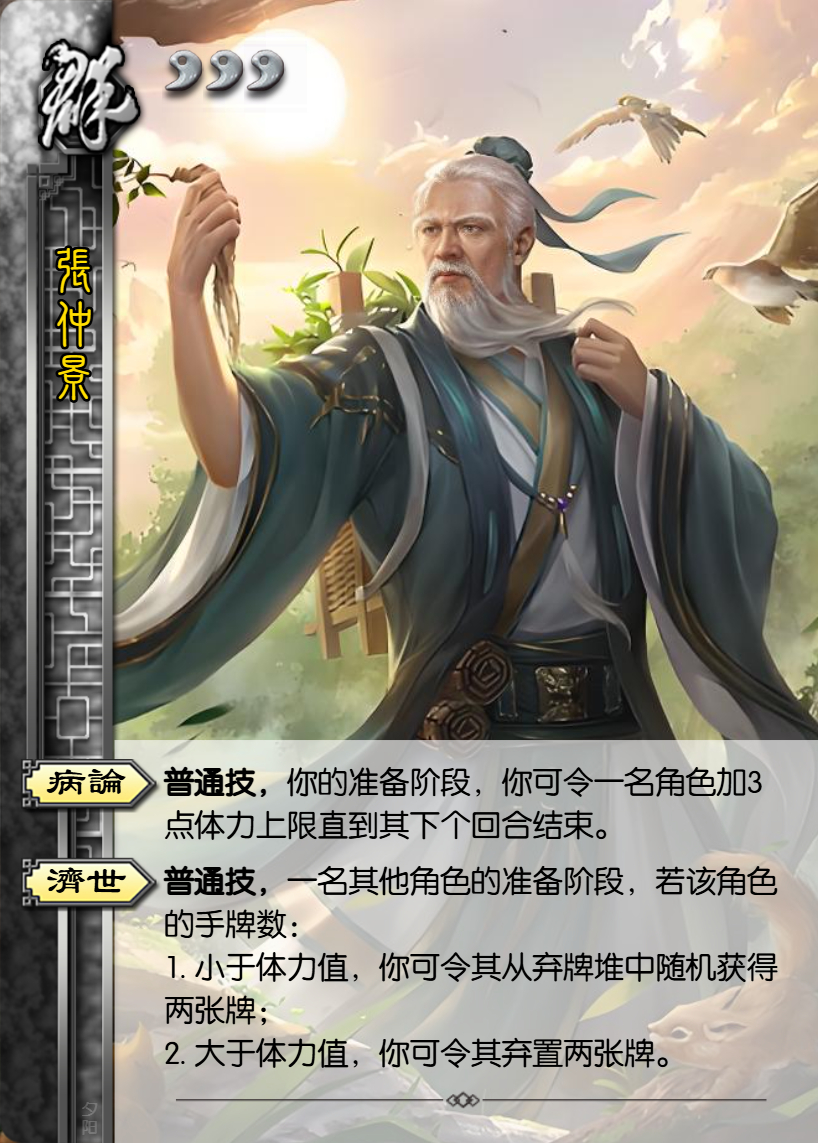 群
張仲景
病論
普通技，你的准备阶段，你可令一名角色加3
点体力上限直到其下个回合结束。
濟世
普通技，一名其他角色的准备阶段，若该角色
的手牌数：
1. 小于体力值，你可令其从弃牌堆中随机获得
两张牌；
2. 大于体力值，你可令其弃置两张牌。
夕阳